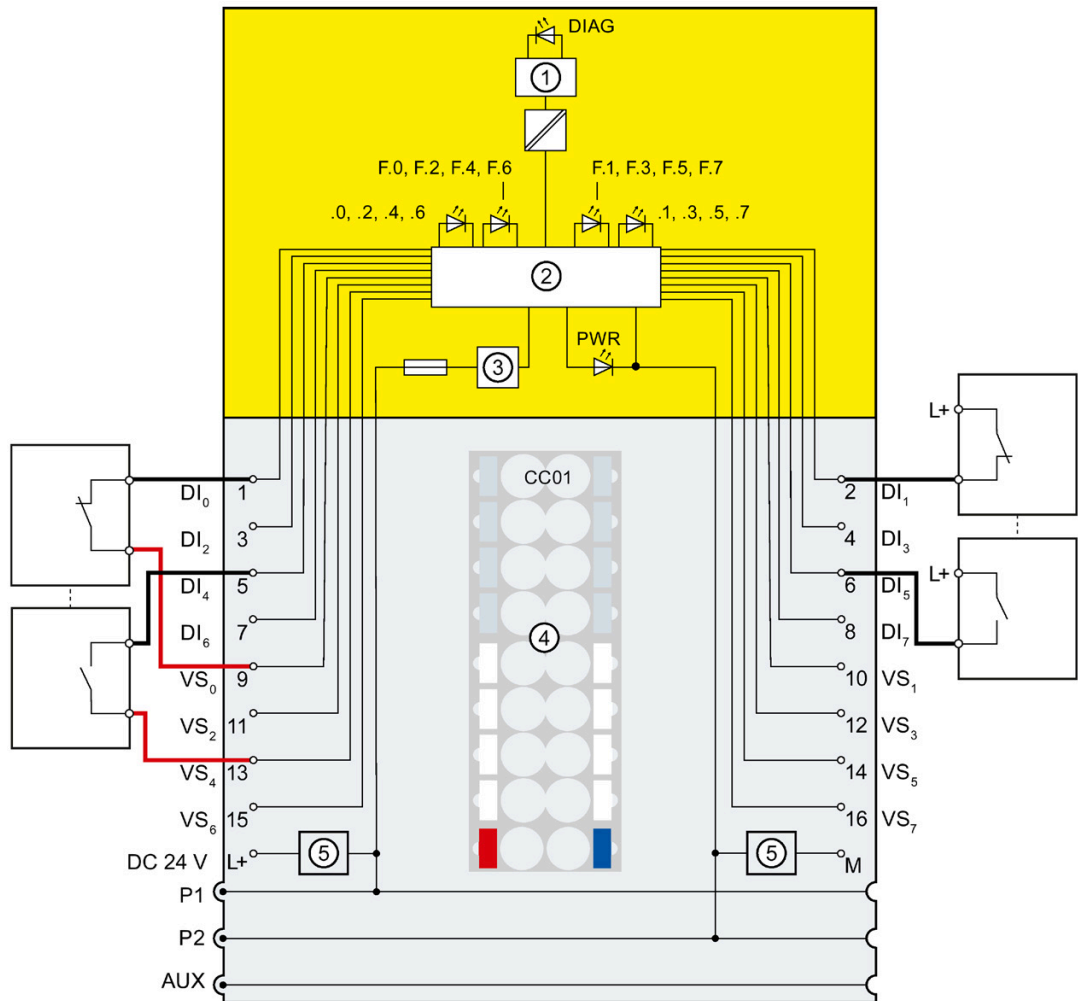 DIAG
①
F.0, F.2, F.4, F.6
F.1, F.3, F.5, F.7
.0, .2, .4, .6
.1, .3, .5, .7
②
PWR
③
L+
CC01
DI₀ 1
2 DI₁
DI₂ 3
4 DI₃
L+
DI₄ 5
6 DI₅
DI₆ 7
8 DI₇
④
VS₀ 9
10 VS₁
VS₂ 11
12 VS₃
VS₄ 13
14 VS₅
VS₆ 15
16 VS₇
DC 24 V L+
⑤
⑤
M
P1
P2
AUX